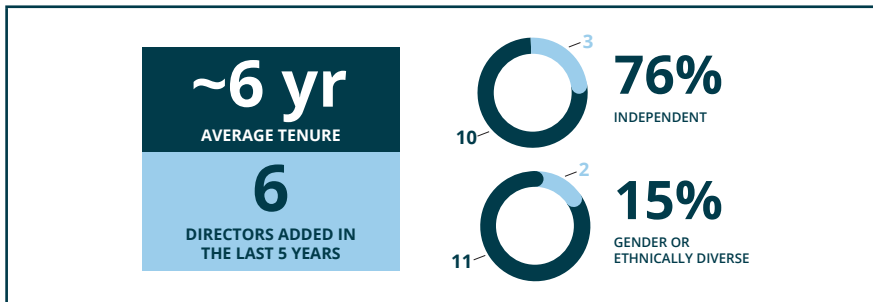 ~6 yr
AVERAGE TENURE
6
DIRECTORS ADDED IN
THE LAST 5 YEARS
3
10
76%
INDEPENDENT
2
11
15%
GENDER OR
ETHNICALLY DIVERSE